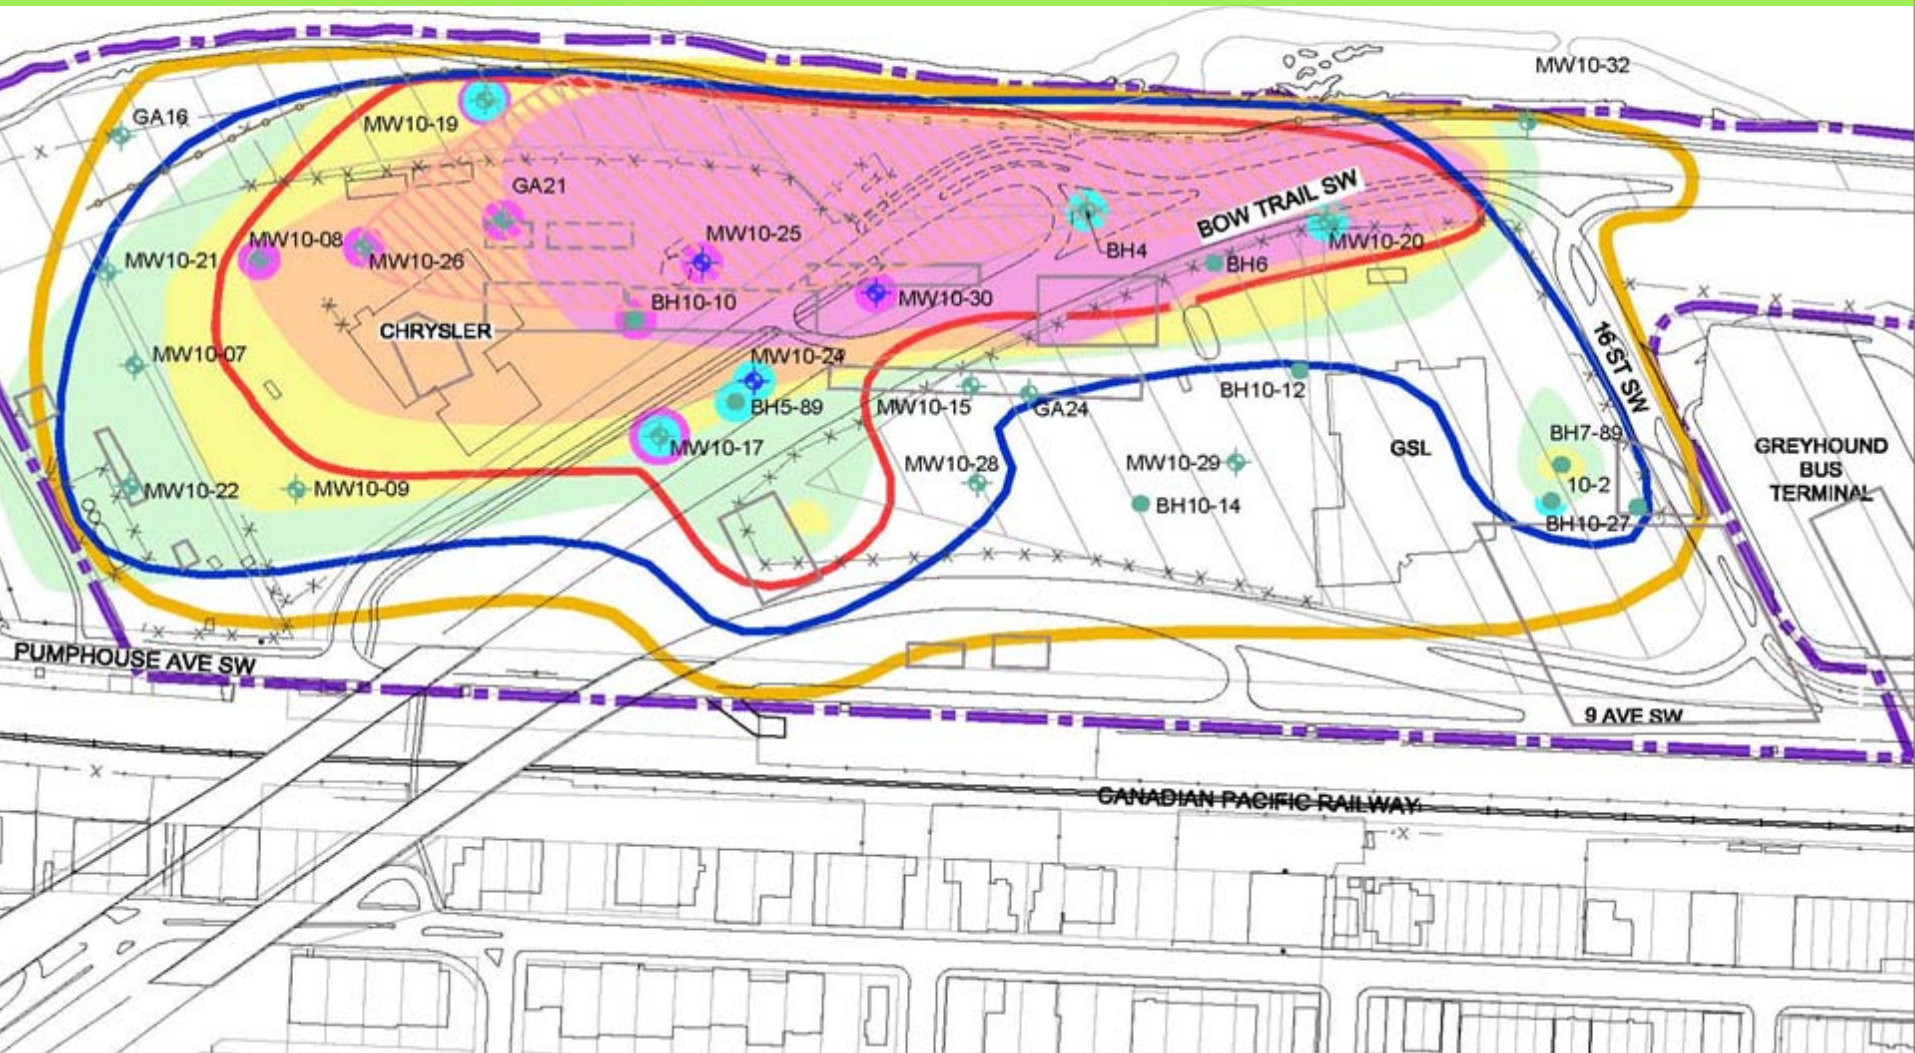 MW10-32
GA16
MW10-19
GA21
BOW TRAIL SW
MW10-08
MW10-25
MW10-21
MW10-26
BH4
MW10-20
BH6
BH10-10
MW10-30
CHRYSLER
MW10-07
MW10-24
16 ST SW
BH10-12
BH5-89
MW10-15
GA24
BH7-89
MW10-17
GSL
GREYHOUND
BUS
TERMINAL
MW10-28
MW10-29
MW10-22
MW10-09
10-2
BH10-14
BH10-27
PUMPHOUSE AVE SW
9 AVE SW
CANADIAN PACIFIC RAILWAY